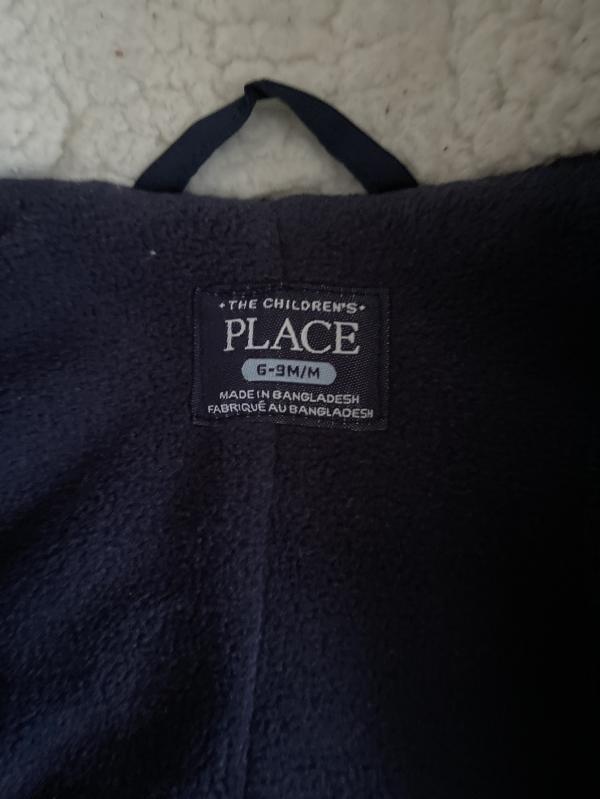 • THE CHILDREN'S •
PLACE
6-9M/M
MADE IN BANGLADESH
FABRIQUÉ AU BANGLADESH